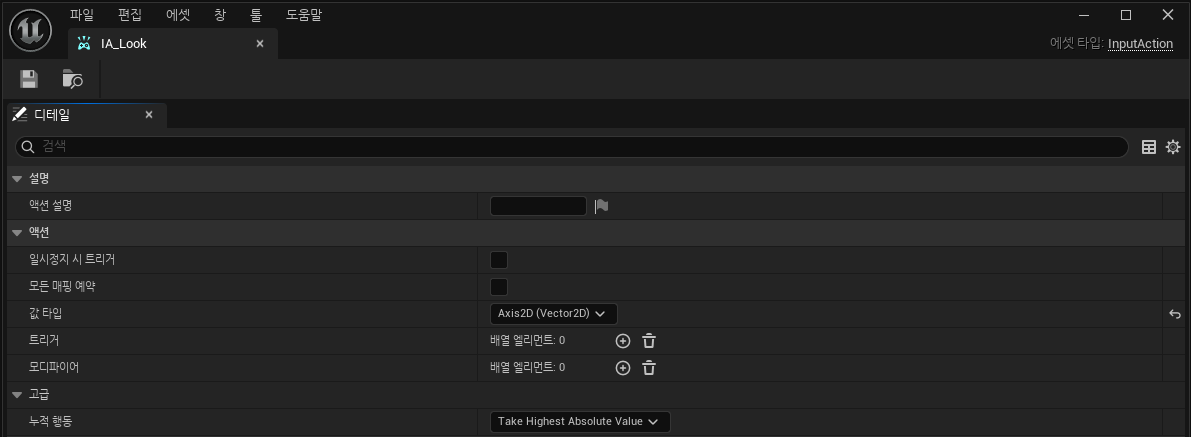 파일 편집 에셋 창 툴 도움말
IA_Look
에셋 타입: InputAction
디테일
검색
설명
액션 설명
액션
일시정지 시 트리거
모든 매핑 예약
값 타입 Axis2D (Vector2D)
트리거 배열 엘리먼트: 0
모디파이어 배열 엘리먼트: 0
고급
누적 행동 Take Highest Absolute Value